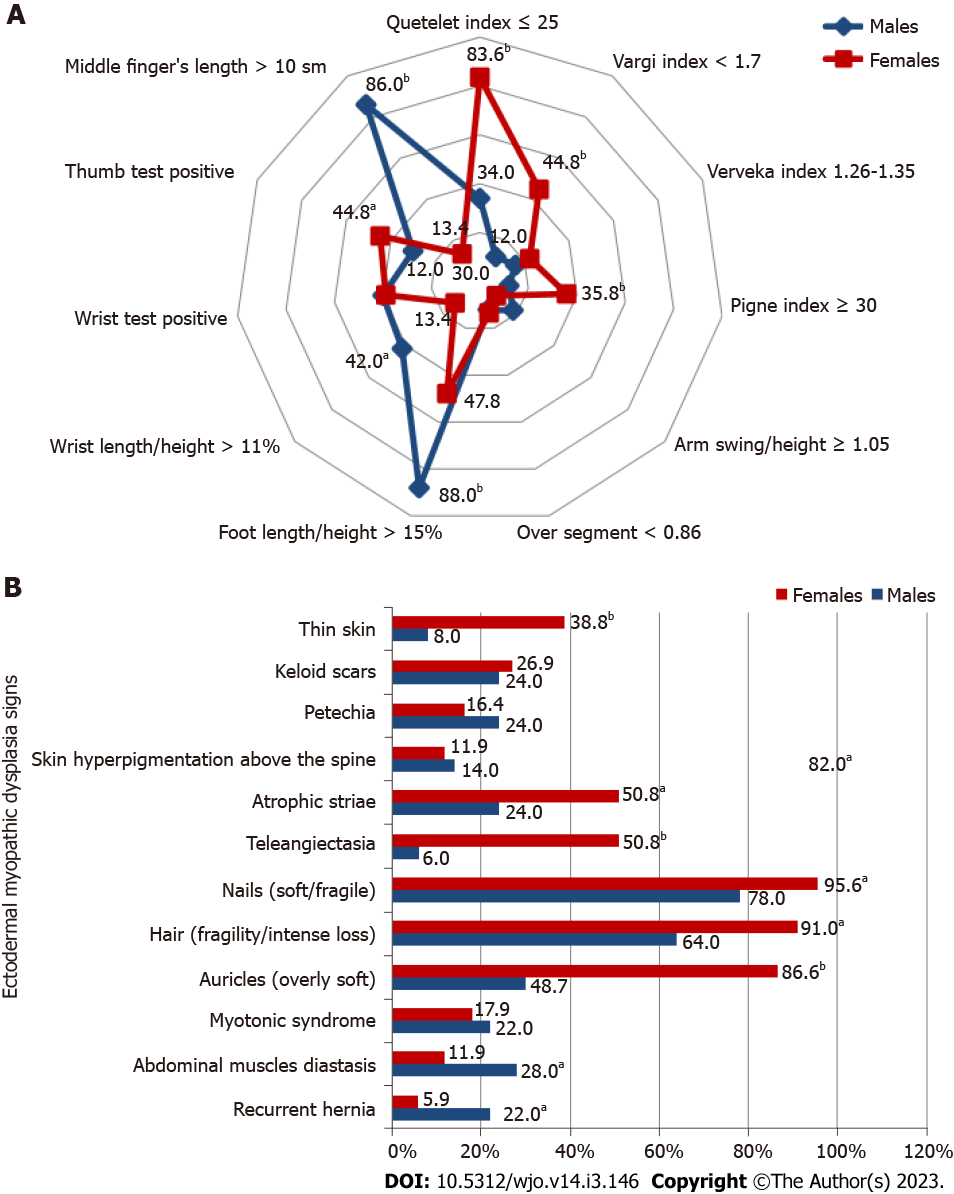 A
Quetelet index ≤ 25
Males
Females
Middle finger's length > 10 sm
83.6b
Vargi index < 1.7
86.0b
Thumb test positive
34.0
44.8b
Verveka index 1.26-1.35
44.8a
13.4
12.0
12.0
30.0
35.8b
Pigne index ≥ 30
Wrist test positive
13.4
42.0a
47.8
Wrist length/height > 11%
Arm swing/height ≥ 1.05
88.0b
Foot length/height > 15%
Over segment < 0.86
B
Females
Males
Ectodermal myopathic dysplasia signs
Thin skin
38.8b
8.0
Keloid scars
26.9
24.0
Petechia
16.4
24.0
Skin hyperpigmentation above the spine
11.9
14.0
82.0a
Atrophic striae
50.8a
24.0
Teleangiectasia
50.8b
6.0
Nails (soft/fragile)
95.6a
78.0
Hair (fragility/intense loss)
91.0a
64.0
Auricles (overly soft)
86.6b
48.7
Myotonic syndrome
17.9
22.0
Abdominal muscles diastasis
11.9
28.0a
Recurrent hernia
5.9
22.0a
0% 20% 40% 60% 80% 100% 120%
DOI: 10.5312/wjo.v14.i3.146 Copyright ©The Author(s) 2023.